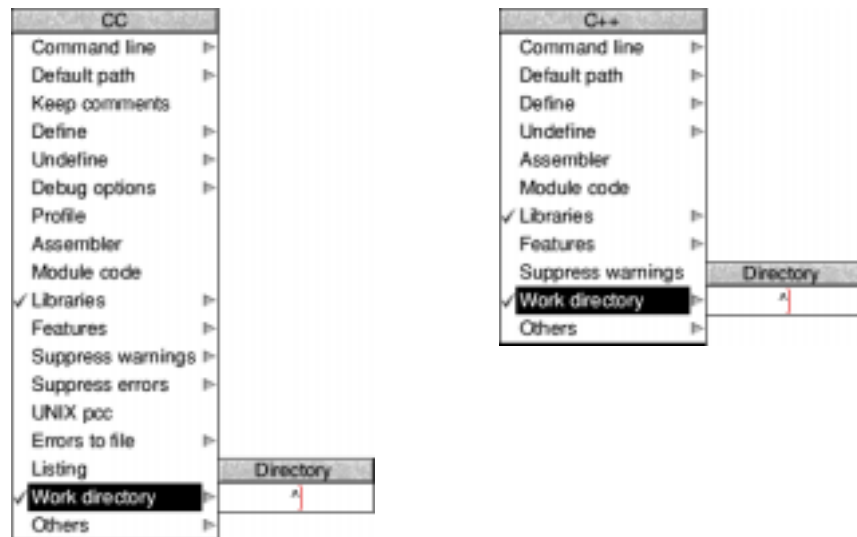 CC
Command line
Default path
Keep comments
Define
Undefine
Debug options
Profile
Assembler
Module code
✓ Libraries
Features
Suppress warnings
Suppress errors
UNIX pcc
Errors to file
Listing
✓ Work directory
Others
Directory
^
C++
Command line
Default path
Define
Undefine
Assembler
Module code
✓ Libraries
Features
Suppress warnings
✓ Work directory
Others
Directory
^